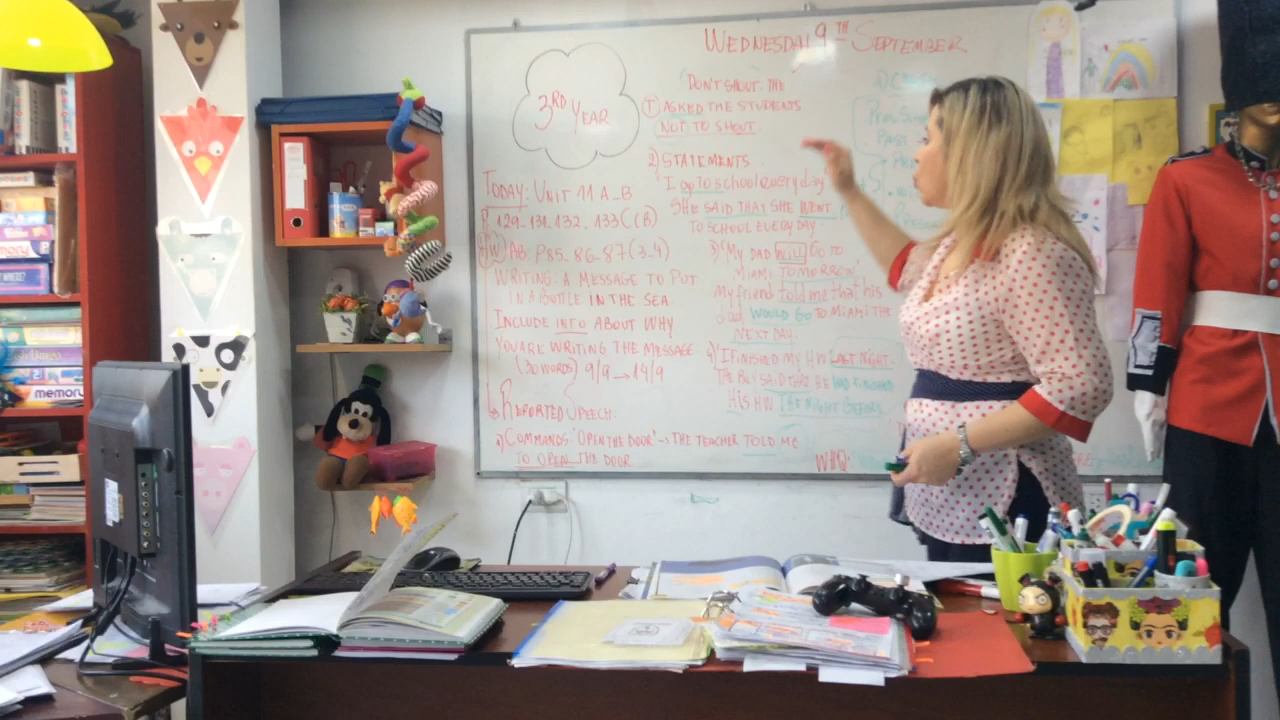 WEDNESDAY 9TH SEPTEMBER
3RD YEAR
TODAY: UNIT 11 A_B
P 129-131-132-133 C(B)
HW AB: P85-86-87 (3-4)
WRITING: A MESSAGE TO PUT
IN A BOTTLE IN THE SEA.
INCLUDE INFO ABOUT WHY
YOU ARE WRITING THE MESSAGE
(30 WORDS) 9/9 → 14/9
REPORTED SPEECH.
COMMANDS 'OPEN THE DOOR' → THE TEACHER TOLD ME
TO OPEN THE DOOR
'DON'T SHOUT'. THE
ASKED THE STUDENTS
NOT TO SHOUT.
2) STATEMENTS
'I go to school every day'
SHE SAID THAT SHE WENT
TO SCHOOL EVERY DAY
3) 'MY DAD WILL GO TO
MIAMI TOMORROW'
My friend told me that his
dad WOULD GO TO MIAMI THE
NEXT DAY.
4) 'I FINISHED MY HW LAST NIGHT.
THE BOY SAID THAT HE HAD FINISHED
HIS HW THE NIGHT BEFORE
WHQ:
MEMORY
memory